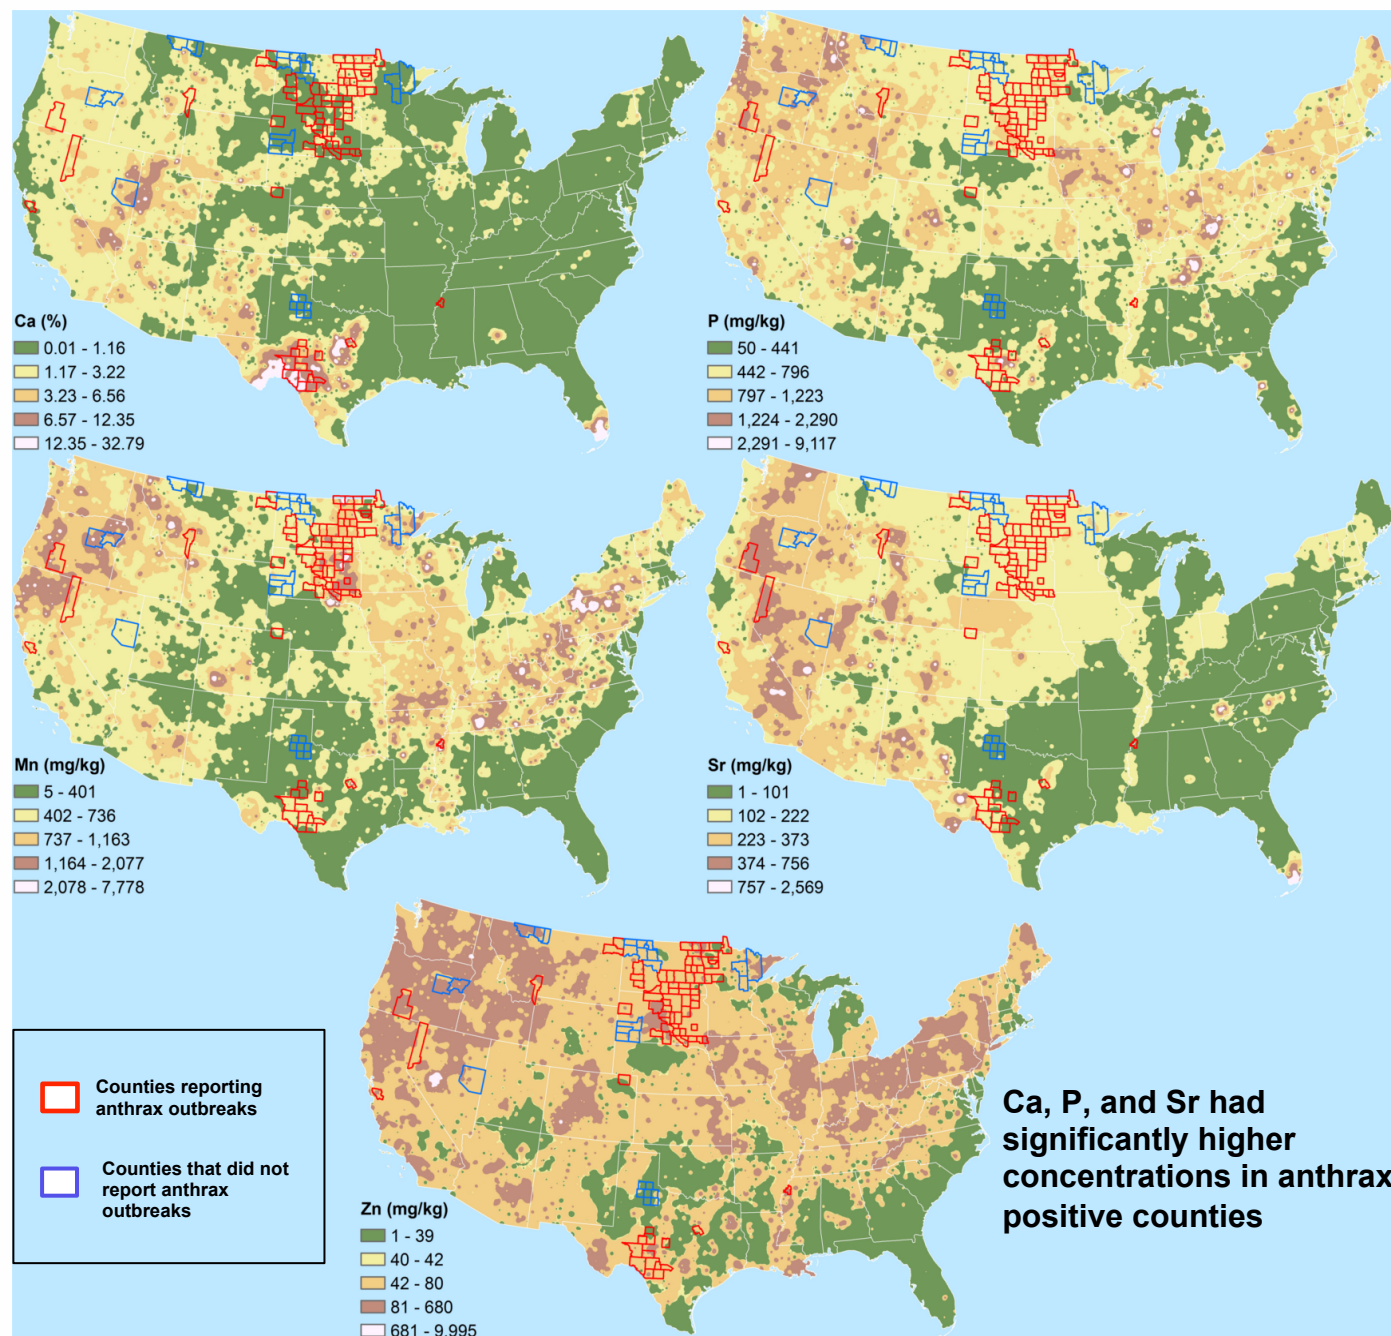 Ca (%)
0.01 - 1.16
1.17 - 3.22
3.23 - 6.56
6.57 - 12.35
12.35 - 32.79
P (mg/kg)
50 - 441
442 - 796
797 - 1,223
1,224 - 2,290
2,291 - 9,117
Mn (mg/kg)
5 - 401
402 - 736
737 - 1,163
1,164 - 2,077
2,078 - 7,778
Sr (mg/kg)
1 - 101
102 - 222
223 - 373
374 - 756
757 - 2,569
Counties reporting
anthrax outbreaks
Counties that did not
report anthrax
outbreaks
Zn (mg/kg)
1 - 39
40 - 42
42 - 80
81 - 680
681 - 9,995
Ca, P, and Sr had
significantly higher
concentrations in anthrax
positive counties